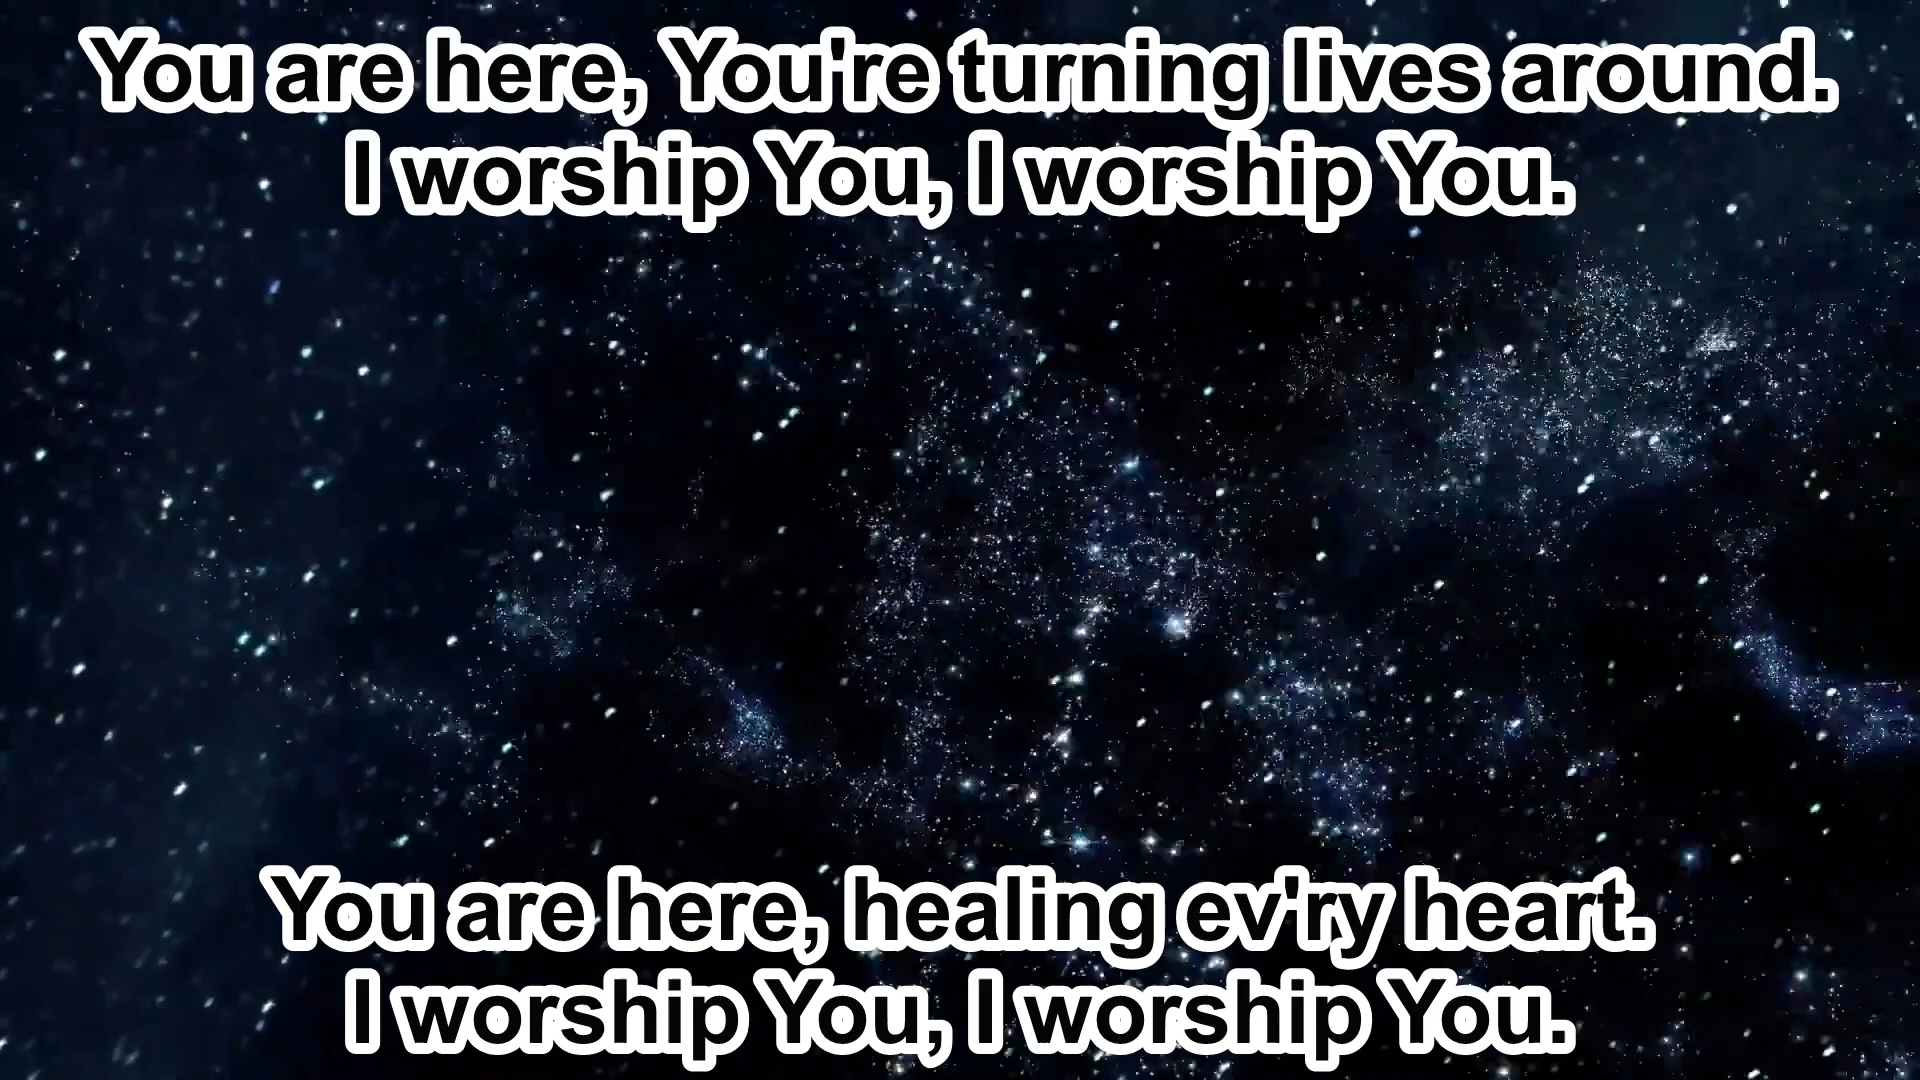 You are here, You're turning lives around.
I worship You, I worship You.
You are here, healing ev'ry heart.
I worship You, I worship You.